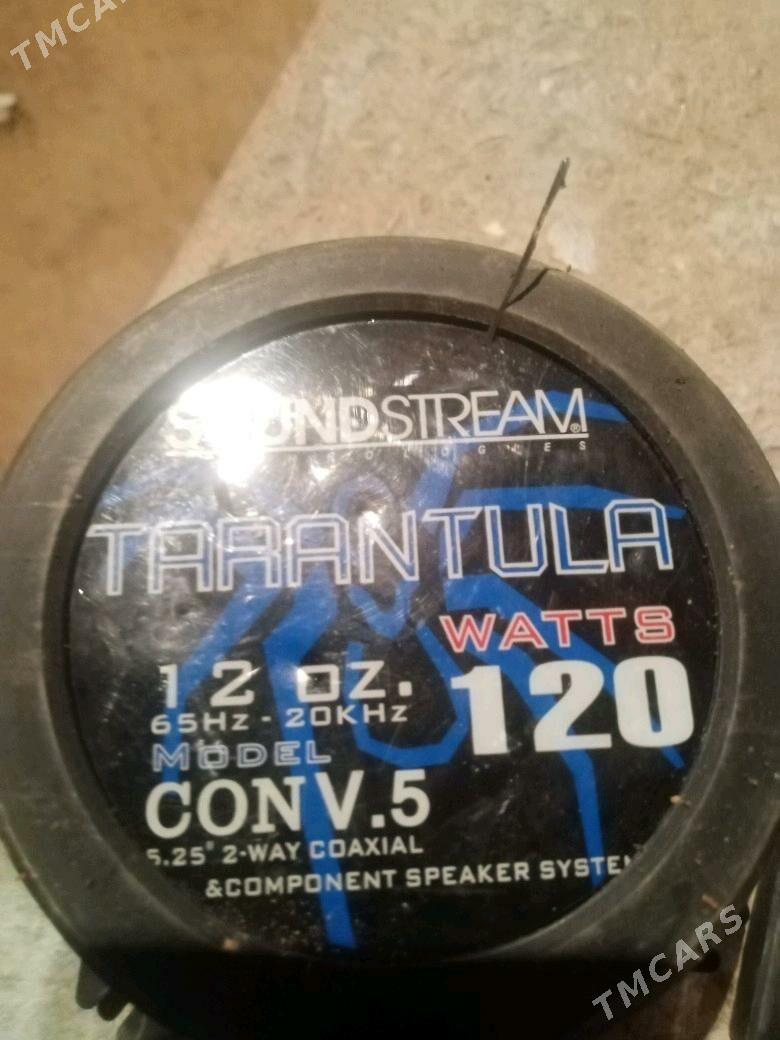 TMCARS
SOUNDSTREAM®
TARANTULA
WATTS
120
12 oz.
65Hz - 20KHz
MODEL
CONV.5
5.25" 2-WAY COAXIAL
&COMPONENT SPEAKER SYSTEM
TMCARS